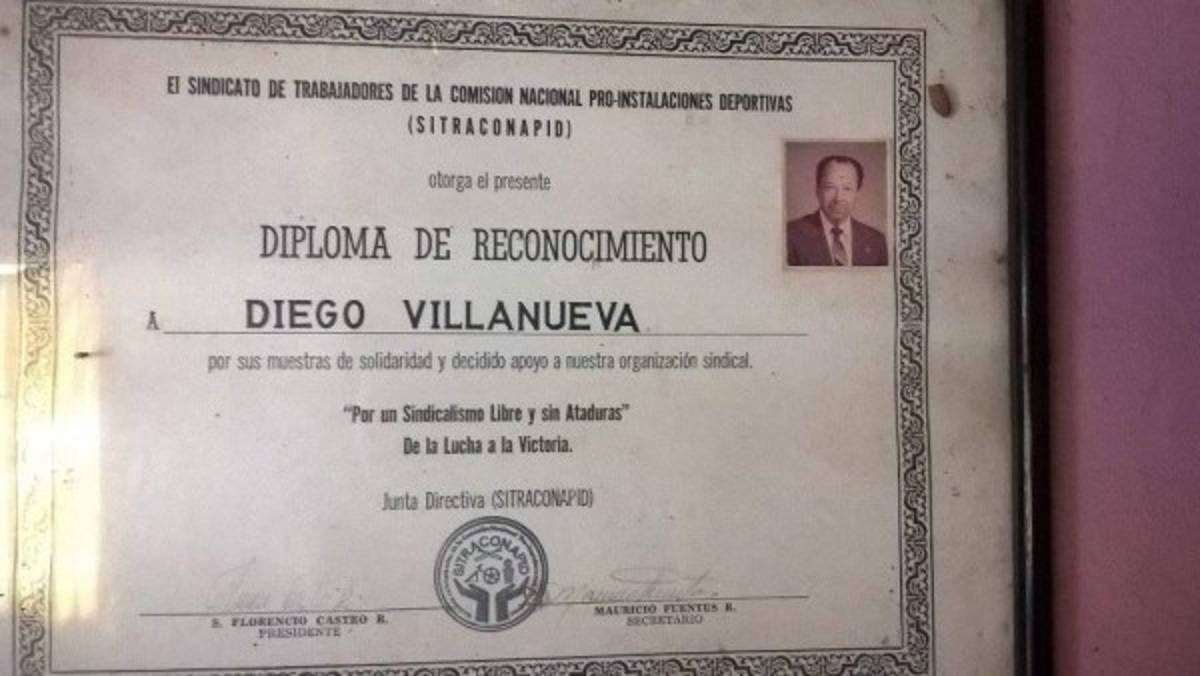 El SINDICATO DE TRABAJADORES DE LA COMISION NACIONAL PRO-INSTALACIONES DEPORTIVAS
(SITRACONAPID)
otorga el presente
DIPLOMA DE RECONOCIMIENTO
A DIEGO VILLANUEVA
por sus muestras de solidaridad y decidido apoyo a nuestra organización sindical.
“Por un Sindicalismo Libre y sin Ataduras”
De la Lucha a la Victoria.
Junta Directiva (SITRACONAPID)
SITRACONAPID
S. FLORENCIO CASTRO R.
PRESIDENTE
MAURICIO FUENTES R.
SECRETARIO